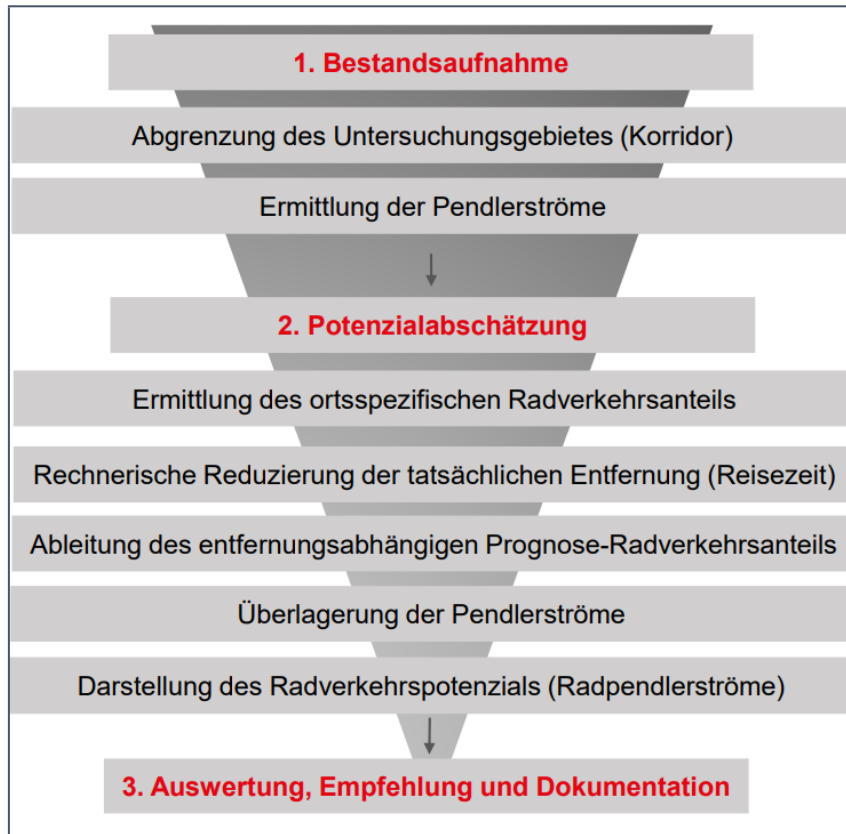 1. Bestandsaufnahme
Abgrenzung des Untersuchungsgebietes (Korridor)
Ermittlung der Pendlerströme
2. Potenzialabschätzung
Ermittlung des ortsspezifischen Radverkehrsanteils
Rechnerische Reduzierung der tatsächlichen Entfernung (Reisezeit)
Ableitung des entfernungsabhängigen Prognose-Radverkehrsanteils
Überlagerung der Pendlerströme
Darstellung des Radverkehrspotenzials (Radpendlerströme)
3. Auswertung, Empfehlung und Dokumentation